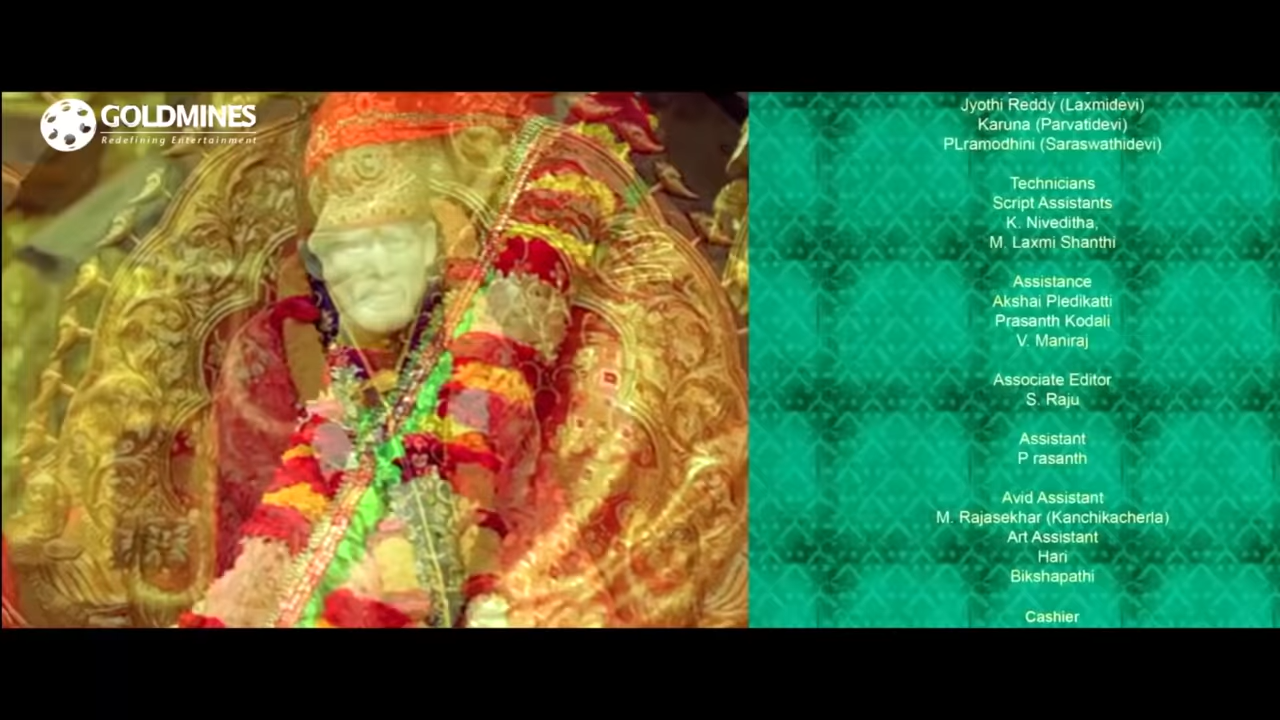 GOLDMINES
Redefining Entertainment
Jyothi Reddy (Laxmidevi)
Karuna (Parvatidevi)
PLramodhini (Saraswathidevi)
Technicians
Script Assistants
K. Niveditha,
M. Laxmi Shanthi
Assistance
Akshai Pledikatti
Prasanth Kodali
V. Maniraj
Associate Editor
S. Raju
Assistant
P rasanth
Avid Assistant
M. Rajasekhar (Kanchikacherla)
Art Assistant
Hari
Bikshapathi
Cashier